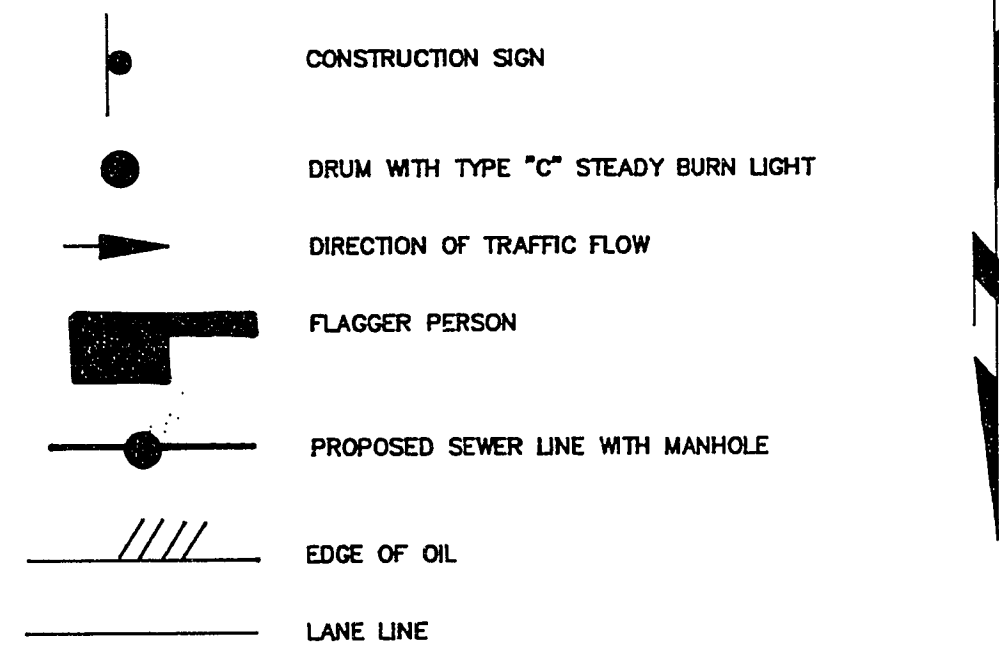 CONSTRUCTION SIGN
DRUM WITH TYPE "C" STEADY BURN LIGHT
DIRECTION OF TRAFFIC FLOW
FLAGGER PERSON
PROPOSED SEWER LINE WITH MANHOLE
EDGE OF OIL
LANE LINE